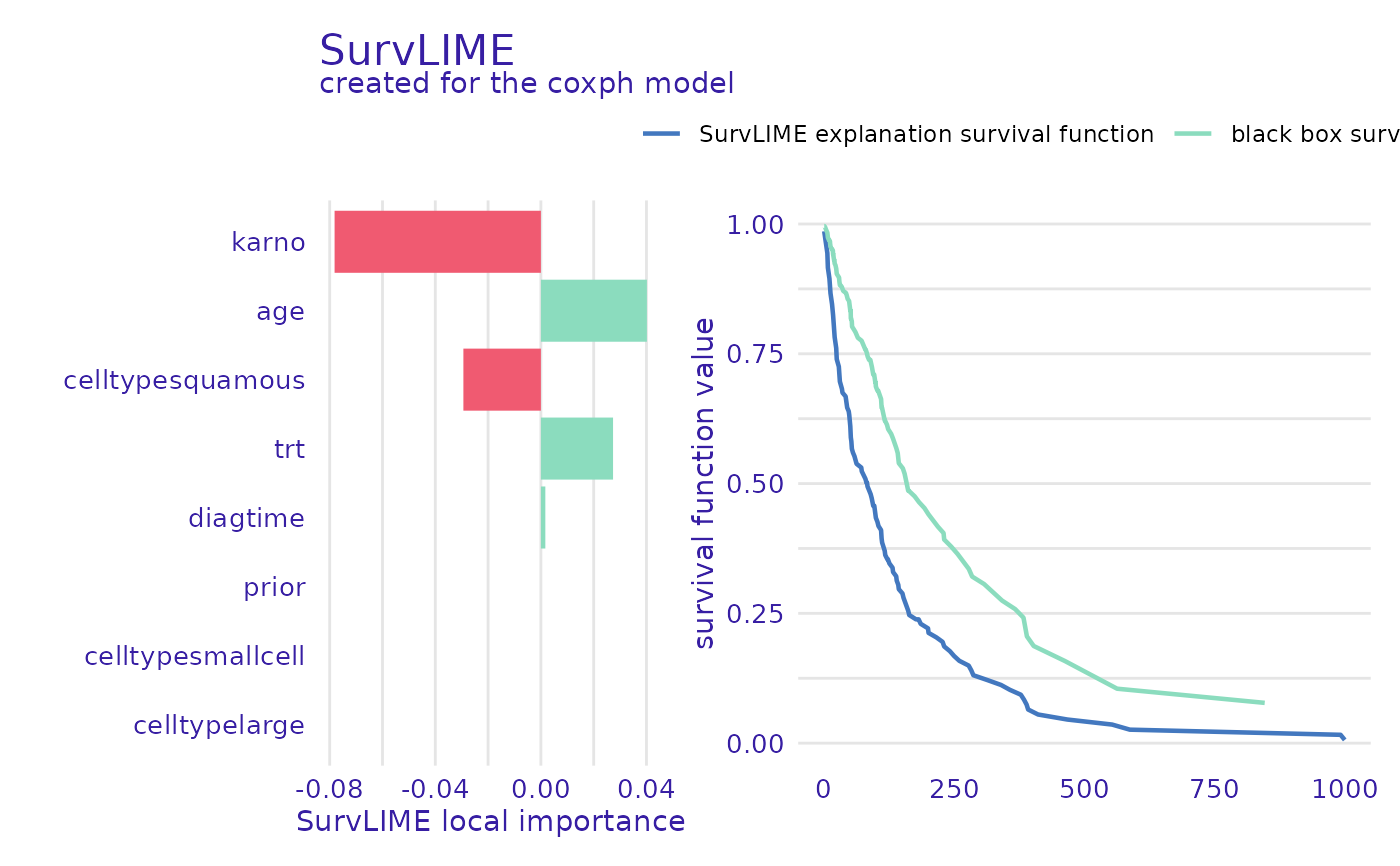 SurvLIME
created for the coxph model
SurvLIME explanation survival function
black box surv
karno
age
celltypesquamous
trt
diagtime
prior
celltypesmallcell
celltypelarge
-0.08 -0.04 0.00 0.04
SurvLIME local importance
survival function value
1.00
0.75
0.50
0.25
0.00
0 250 500 750 1000